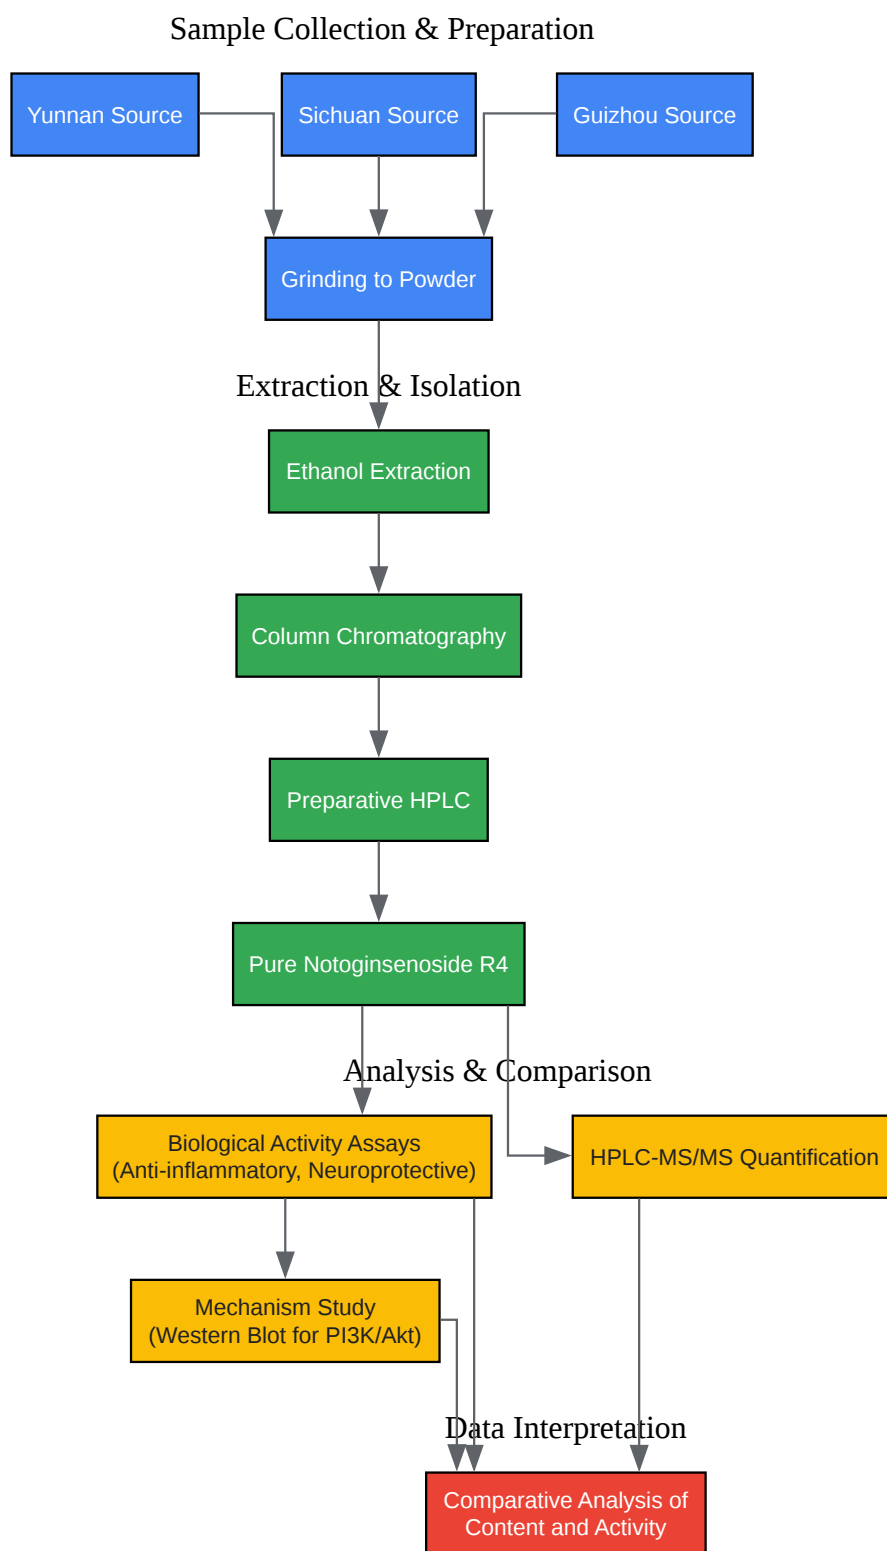 Sample Collection & Preparation
Yunnan Source
Sichuan Source
Guizhou Source
Grinding to Powder
Extraction & Isolation
Ethanol Extraction
Column Chromatography
Preparative HPLC
Pure Notoginsenoside R4
Analysis & Comparison
Biological Activity Assays
(Anti-inflammatory, Neuroprotective)
HPLC-MS/MS Quantification
Mechanism Study
(Western Blot for PI3K/Akt)
Data Interpretation
Comparative Analysis of
Content and Activity